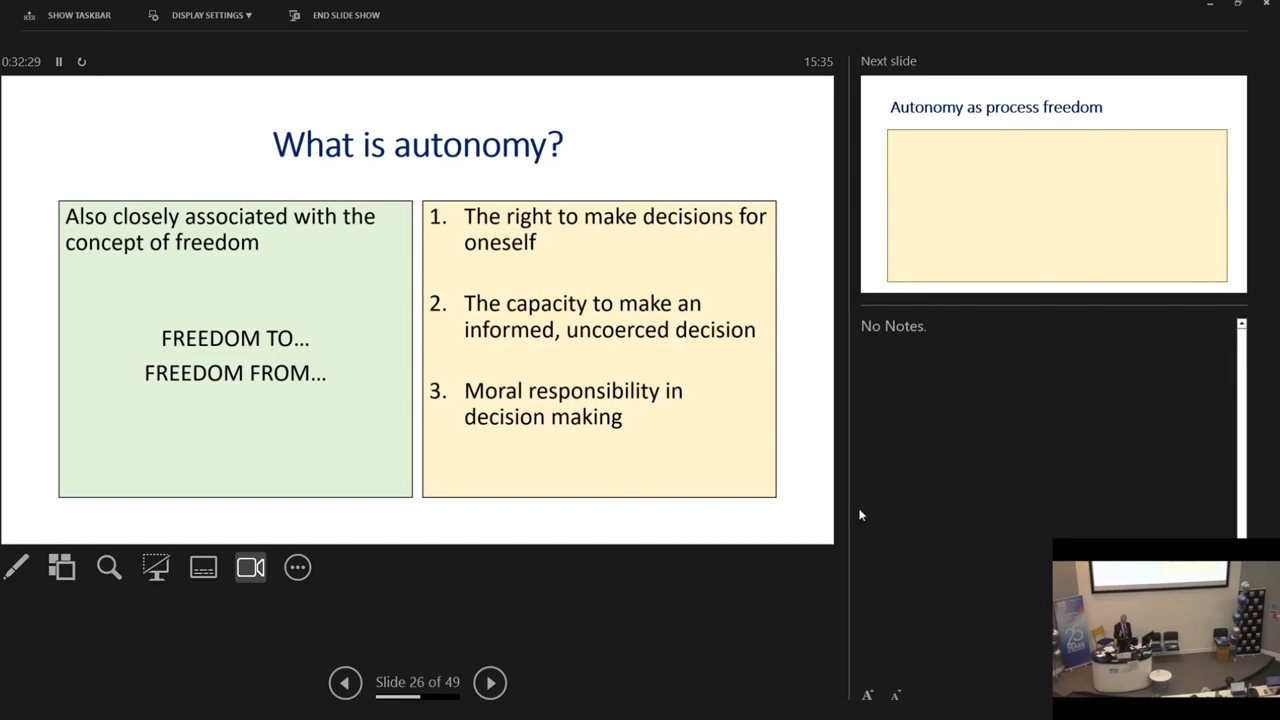 SHOW TASKBAR
DISPLAY SETTINGS ▼
END SLIDE SHOW
0:32:29
15:35
Next slide
What is autonomy?
Also closely associated with the
concept of freedom
FREEDOM TO...
FREEDOM FROM...
1. The right to make decisions for
oneself
2. The capacity to make an
informed, uncoerced decision
3. Moral responsibility in
decision making
Autonomy as process freedom
No Notes.
Slide 26 of 49
25
YEARS